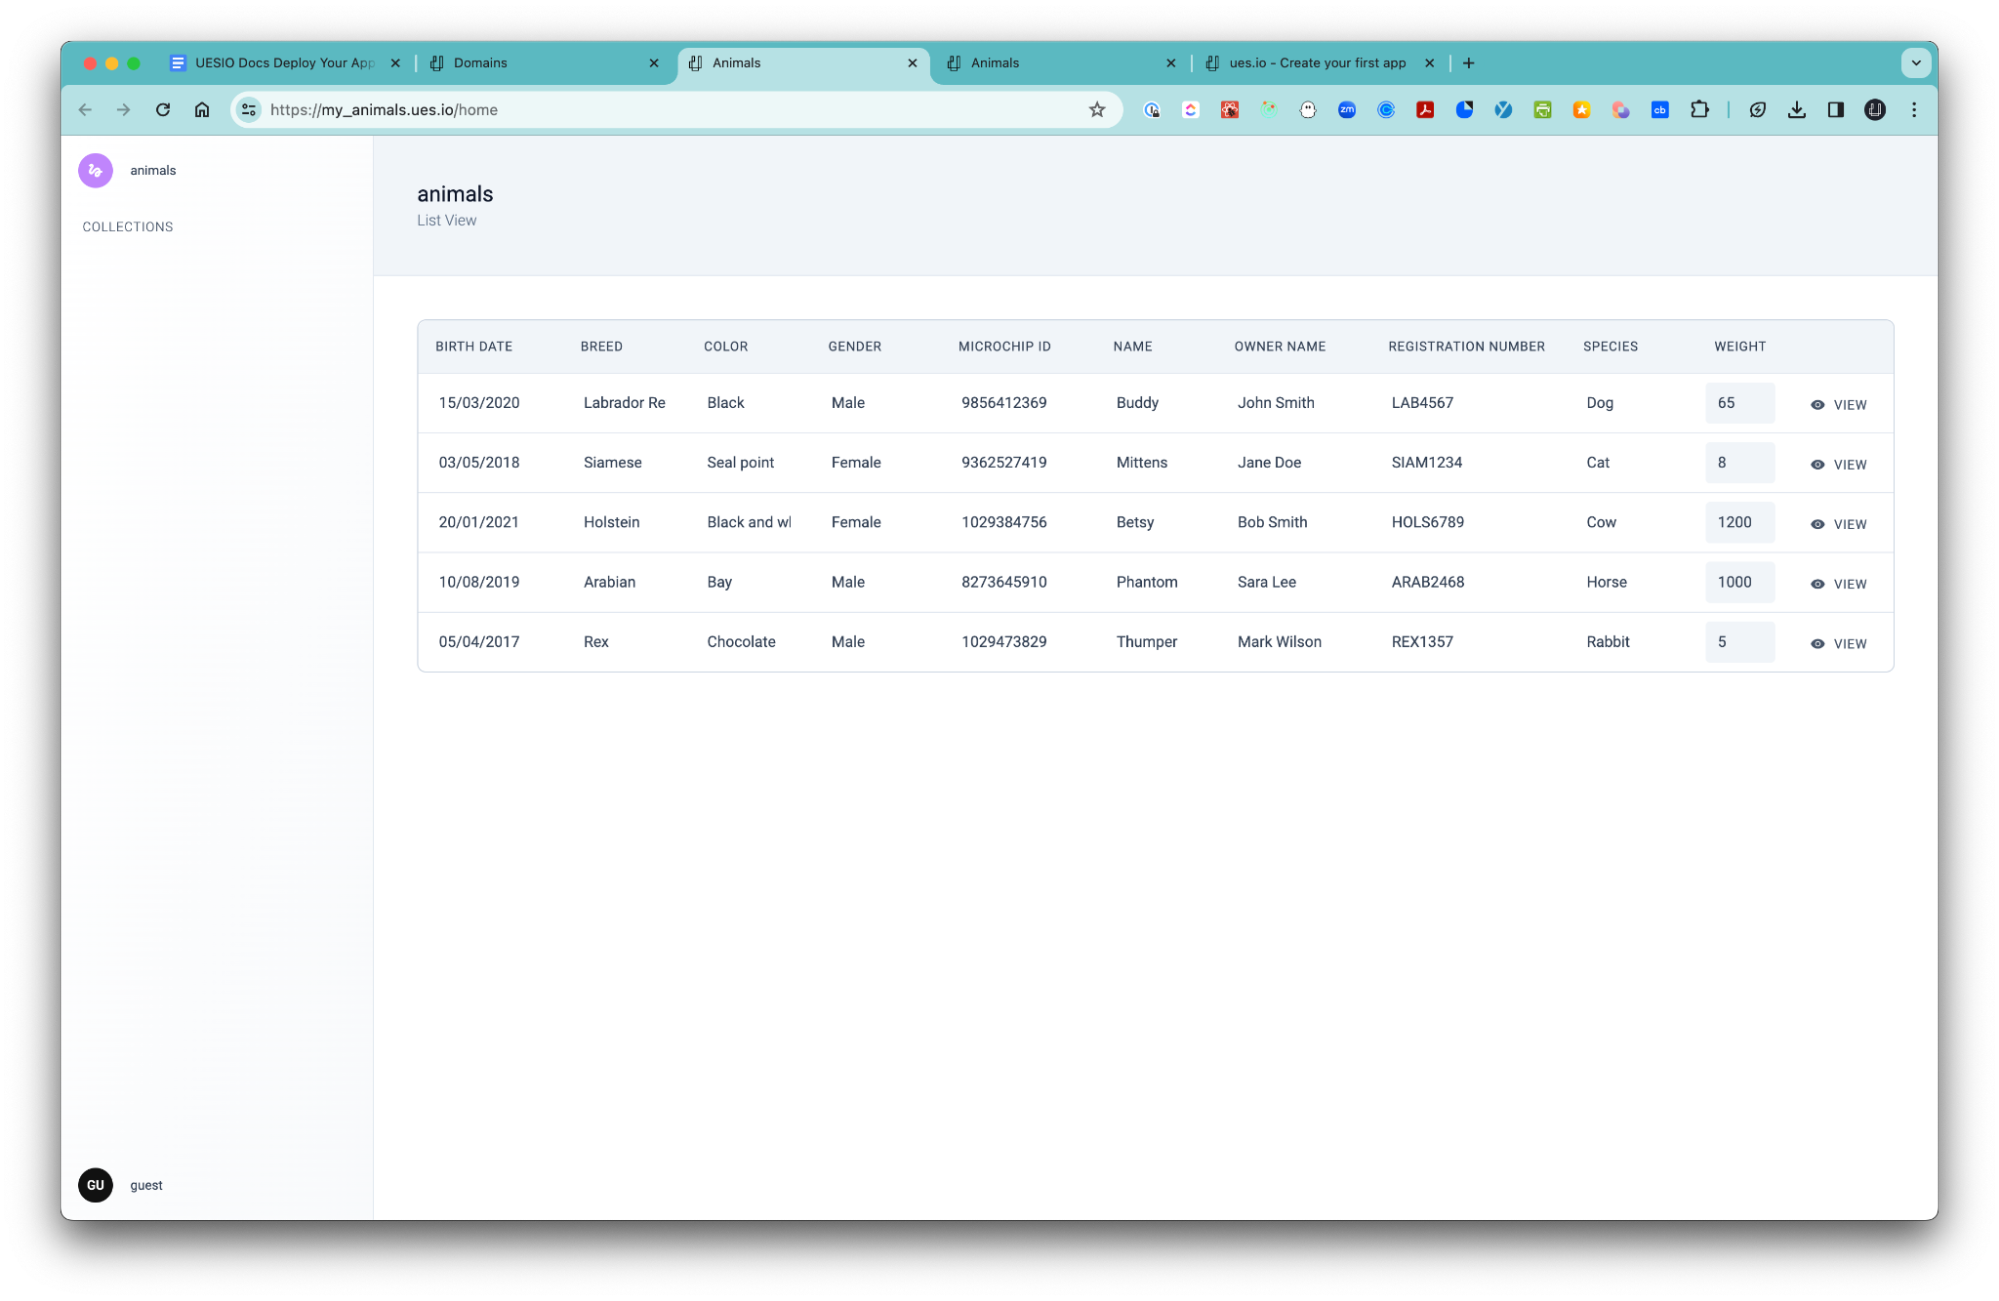 UESIO Docs Deploy Your App
Domains
Animals
Animals
ues.io - Create your first app
https://my_animals.ues.io/home
zm
cb
animals
COLLECTIONS
animals
List View
BIRTH DATE BREED COLOR GENDER MICROCHIP ID NAME OWNER NAME REGISTRATION NUMBER SPECIES WEIGHT
15/03/2020 Labrador Re Black Male 9856412369 Buddy John Smith LAB4567 Dog 65 VIEW
03/05/2018 Siamese Seal point Female 9362527419 Mittens Jane Doe SIAM1234 Cat 8 VIEW
20/01/2021 Holstein Black and wl Female 1029384756 Betsy Bob Smith HOLS6789 Cow 1200 VIEW
10/08/2019 Arabian Bay Male 8273645910 Phantom Sara Lee ARAB2468 Horse 1000 VIEW
05/04/2017 Rex Chocolate Male 1029473829 Thumper Mark Wilson REX1357 Rabbit 5 VIEW
GU guest